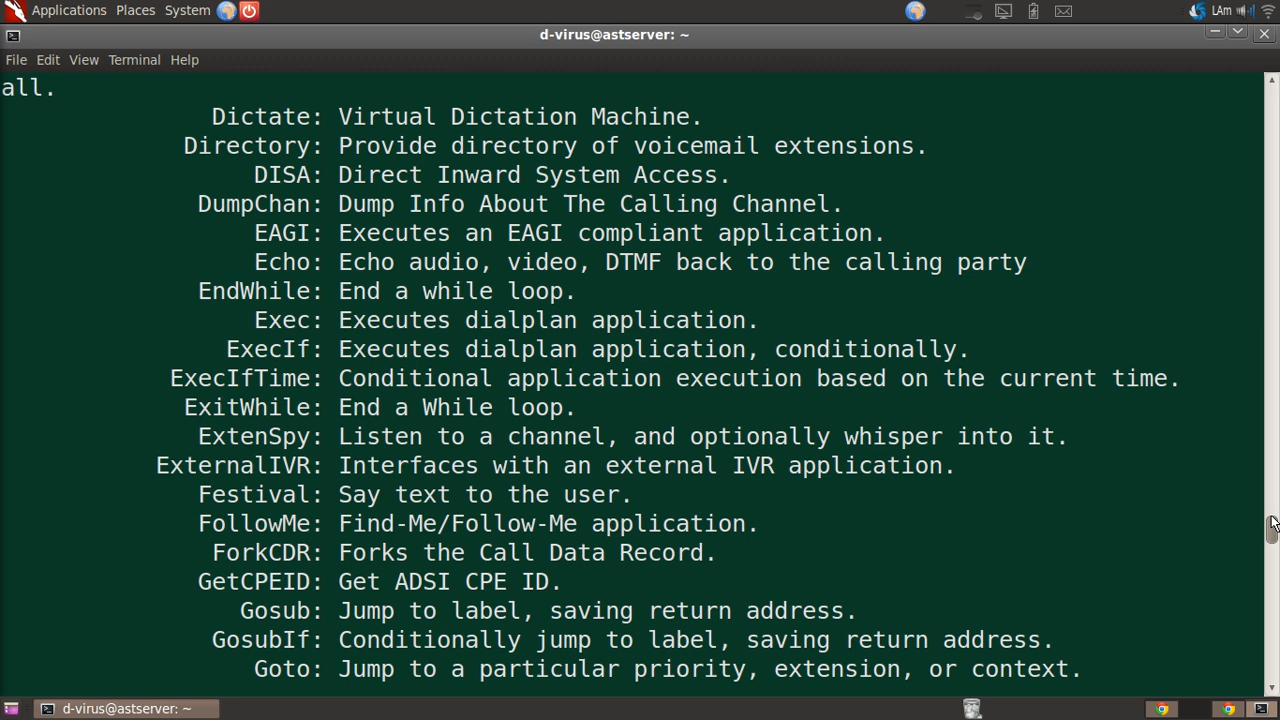 Applications Places System LAm
d-virus@astserver: ~
File Edit View Terminal Help
all.
Dictate: Virtual Dictation Machine.
Directory: Provide directory of voicemail extensions.
DISA: Direct Inward System Access.
DumpChan: Dump Info About The Calling Channel.
EAGI: Executes an EAGI compliant application.
Echo: Echo audio, video, DTMF back to the calling party
EndWhile: End a while loop.
Exec: Executes dialplan application.
ExecIf: Executes dialplan application, conditionally.
ExecIfTime: Conditional application execution based on the current time.
ExitWhile: End a While loop.
ExtenSpy: Listen to a channel, and optionally whisper into it.
ExternalIVR: Interfaces with an external IVR application.
Festival: Say text to the user.
FollowMe: Find-Me/Follow-Me application.
ForkCDR: Forks the Call Data Record.
GetCPEID: Get ADSI CPE ID.
Gosub: Jump to label, saving return address.
GosubIf: Conditionally jump to label, saving return address.
Goto: Jump to a particular priority, extension, or context.
d-virus@astserver: ~